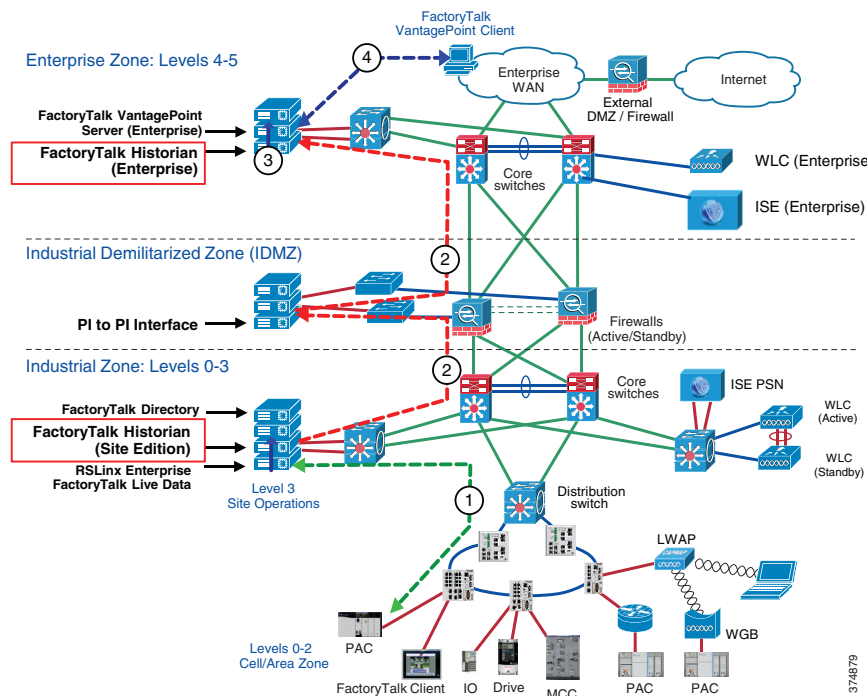 FactoryTalk
VantagePoint Client
Enterprise Zone: Levels 4-5
4
Enterprise
WAN
Internet
External
DMZ / Firewall
FactoryTalk VantagePoint
Server (Enterprise)
FactoryTalk Historian
(Enterprise)
3
Core
switches
WLC (Enterprise
ISE (Enterprise)
Industrial Demilitarized Zone (IDMZ)
2
PI to PI Interface
Firewalls
(Active/Standby)
Industrial Zone: Levels 0-3
2
Core
switches
ISE PSN
WLC
(Active)
FactoryTalk Directory
FactoryTalk Historian
(Site Edition)
RSLinx Enterprise
FactoryTalk Live Data
WLC
(Standby)
Level 3
Site Operations
1
Distribution
switch
LWAP
CAPWAP
WGB
PAC
Levels 0-2
Cell/Area Zone
FactoryTalk Client
IO
Drive
MCC
PAC
PAC
374879